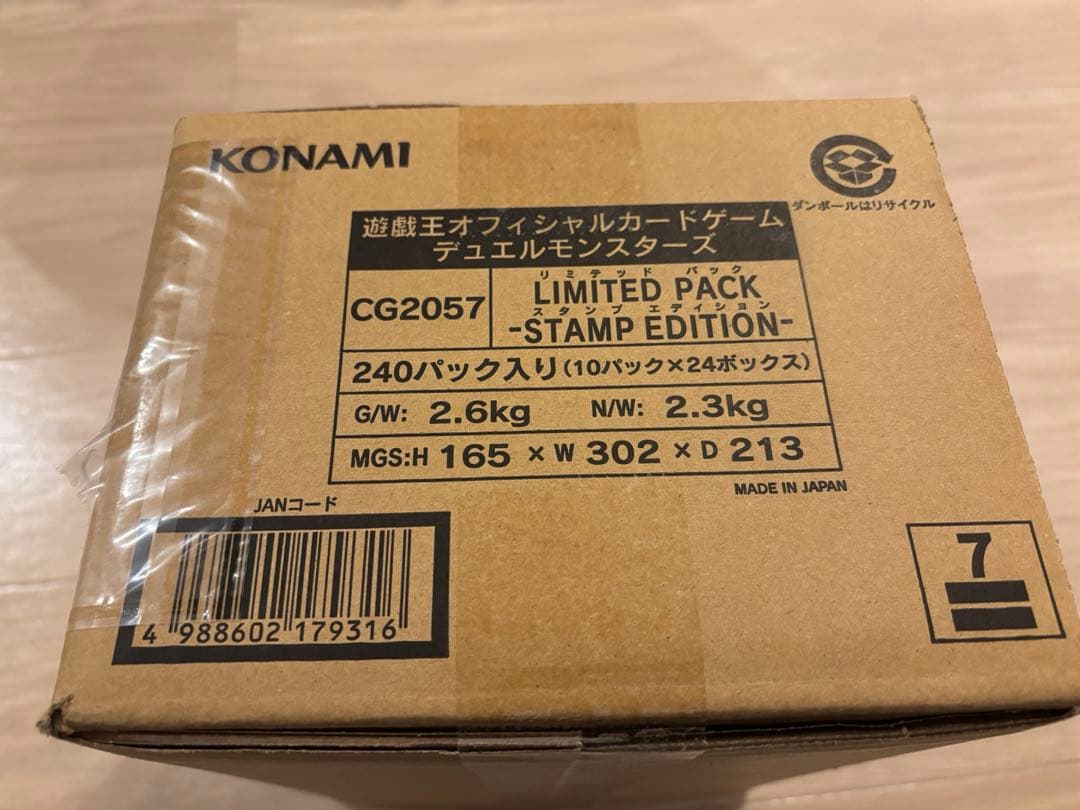 KONAMI
ダンボールはリサイクル
遊戯王オフィシャルカードゲーム
デュエルモンスターズ
CG2057
リミテッド パック
LIMITED PACK
スタンプ エディション
-STAMP EDITION-
240パック入り(10パック×24ボックス)
G/W: 2.6kg N/W: 2.3kg
MGS:H 165 × W 302 × D 213
MADE IN JAPAN
JANコード
4 988602 179316
7